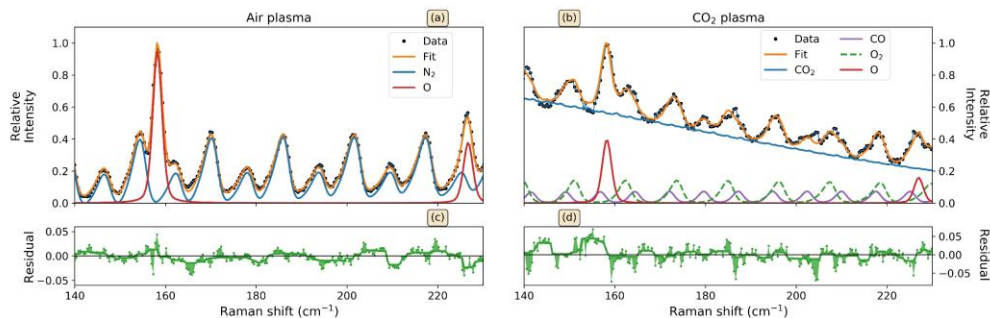 Air plasma
(a)
Relative
Intensity
1.0
0.8
0.6
0.4
0.2
0.0
Data
Fit
N₂
O
(c)
Residual
0.05
0.00
−0.05
140 160 180 200 220
Raman shift (cm⁻¹)
(b)
CO₂ plasma
Data
Fit
CO₂
CO
O₂
O
1.0
0.8
0.6
0.4
0.2
0.0
Relative
Intensity
(d)
0.05
0.00
−0.05
Residual
140 160 180 200 220
Raman shift (cm⁻¹)